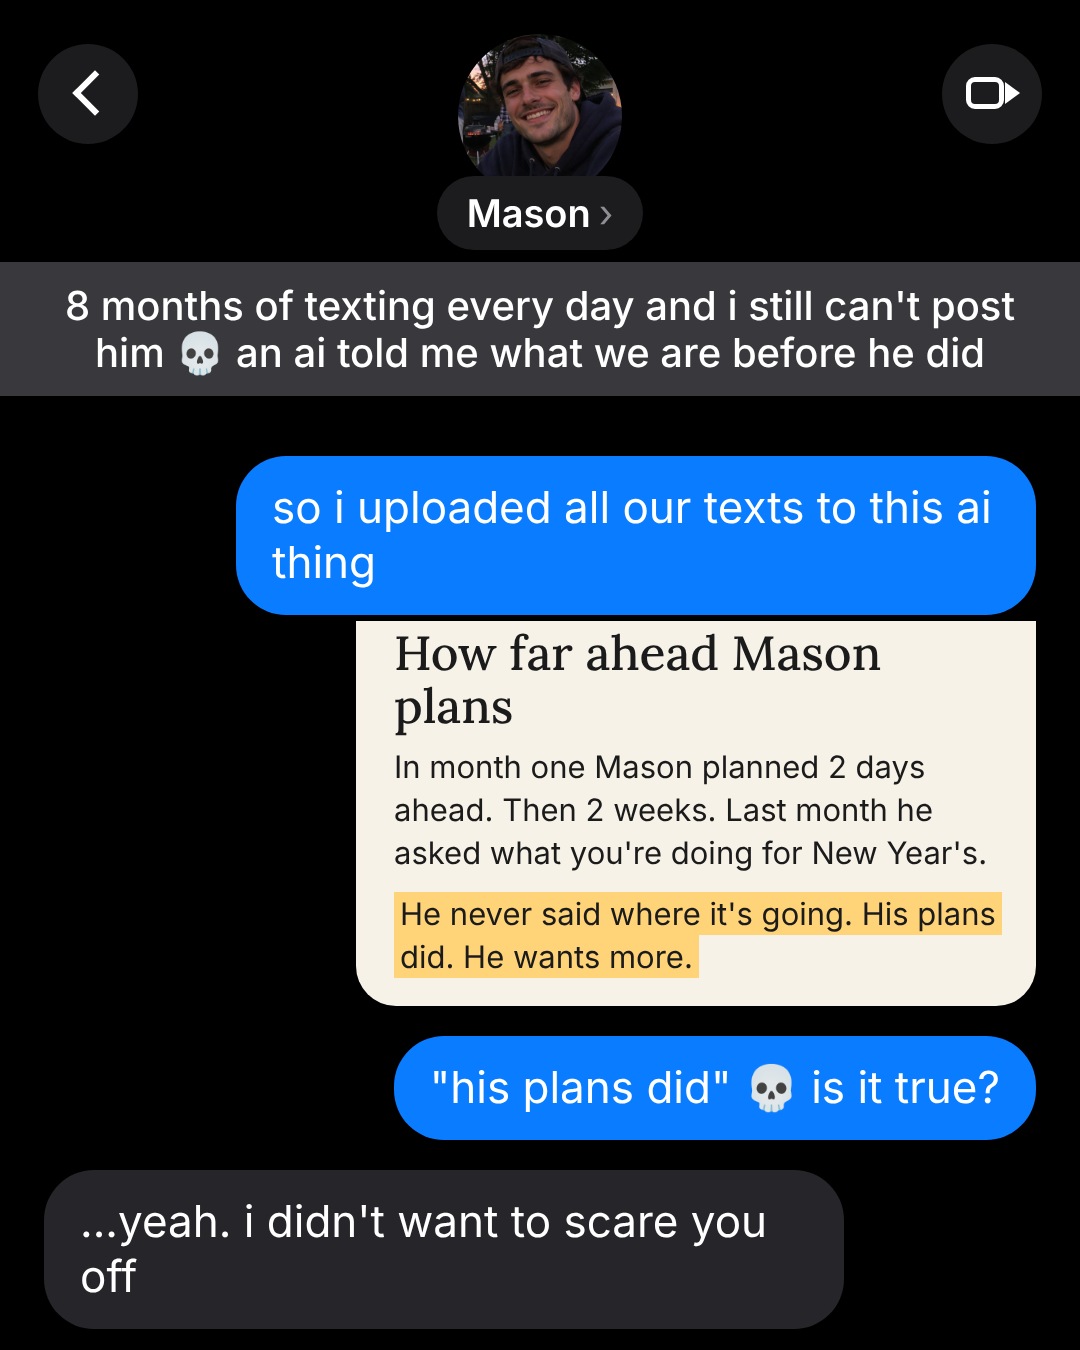 Mason ›
8 months of texting every day and i still can't post
him 💀 an ai told me what we are before he did
so i uploaded all our texts to this ai
thing
How far ahead Mason
plans
In month one Mason planned 2 days
ahead. Then 2 weeks. Last month he
asked what you're doing for New Year's.
He never said where it's going. His plans
did. He wants more.
"his plans did" 💀 is it true?
...yeah. i didn't want to scare you
off